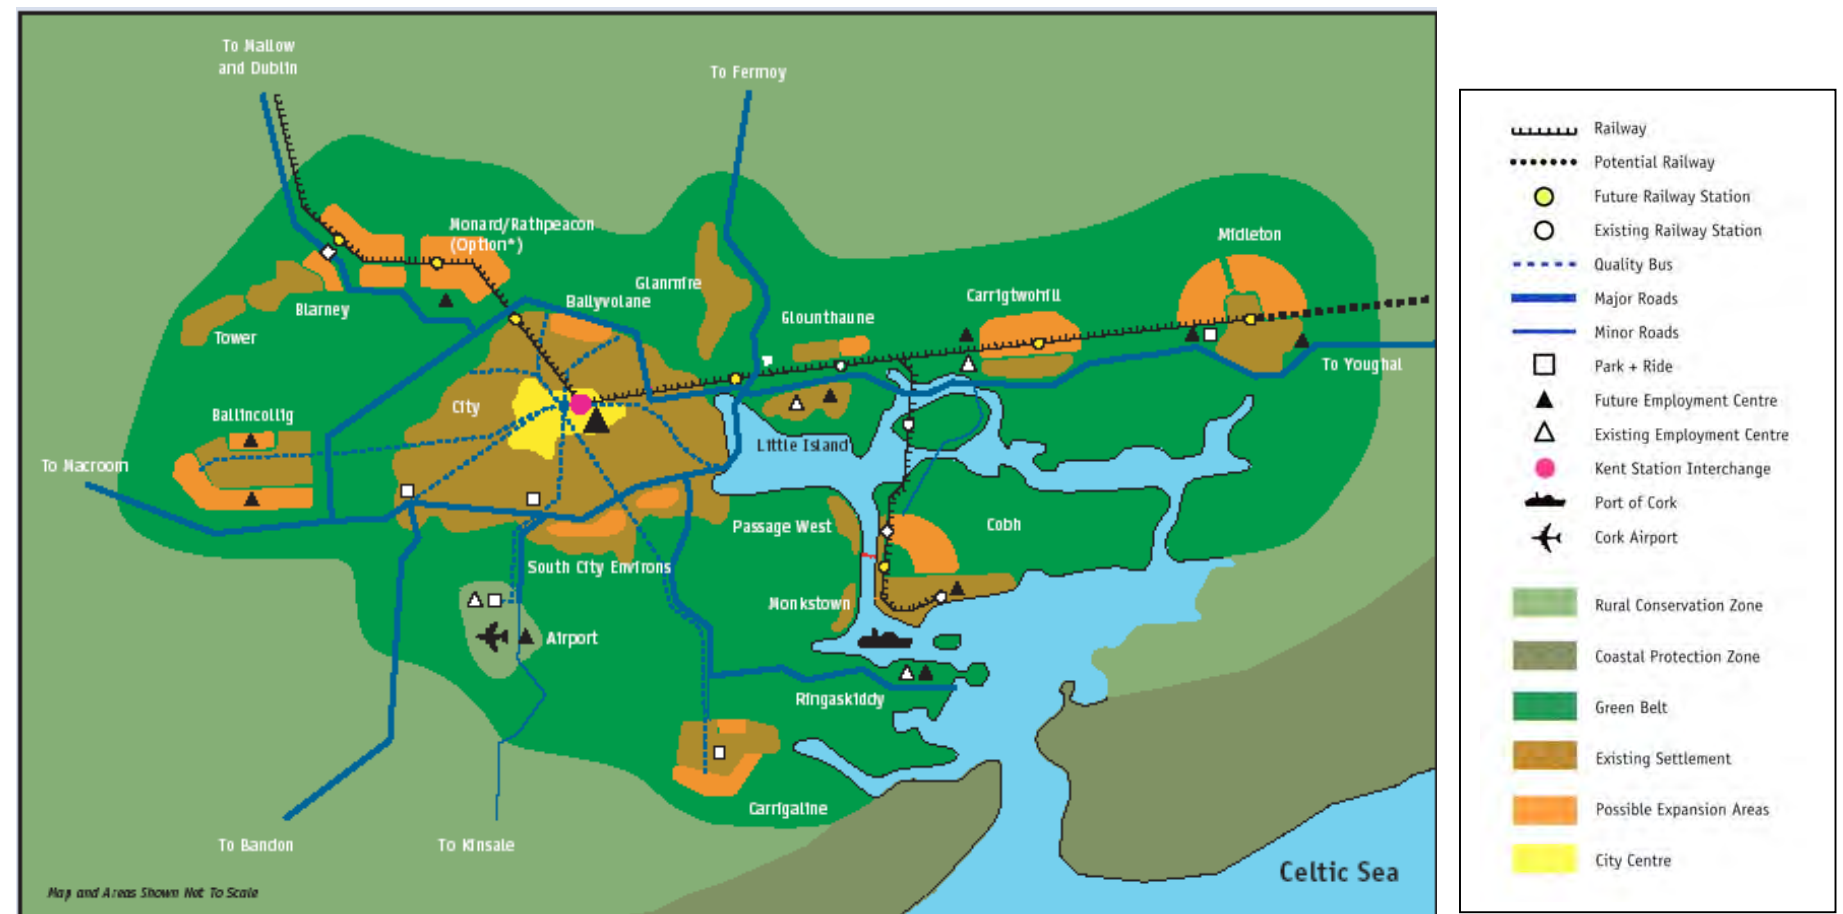 To Mallow
and Dublin
To Fermoy
Monard/Rathpeacon
(Option*)
Midleton
Glanmire
Ballyvolane
Carrigtwohill
Blarney
Glounthaune
Tower
To Youghal
City
Ballincollig
Little Island
To Macroom
Passage West
Cobh
South City Environs
Monkstown
Airport
Ringaskiddy
Carrigaline
To Bandon
To Kinsale
Celtic Sea
Map and Areas Shown Not To Scale
Railway
Potential Railway
Future Railway Station
Existing Railway Station
Quality Bus
Major Roads
Minor Roads
Park + Ride
Future Employment Centre
Existing Employment Centre
Kent Station Interchange
Port of Cork
Cork Airport
Rural Conservation Zone
Coastal Protection Zone
Green Belt
Existing Settlement
Possible Expansion Areas
City Centre